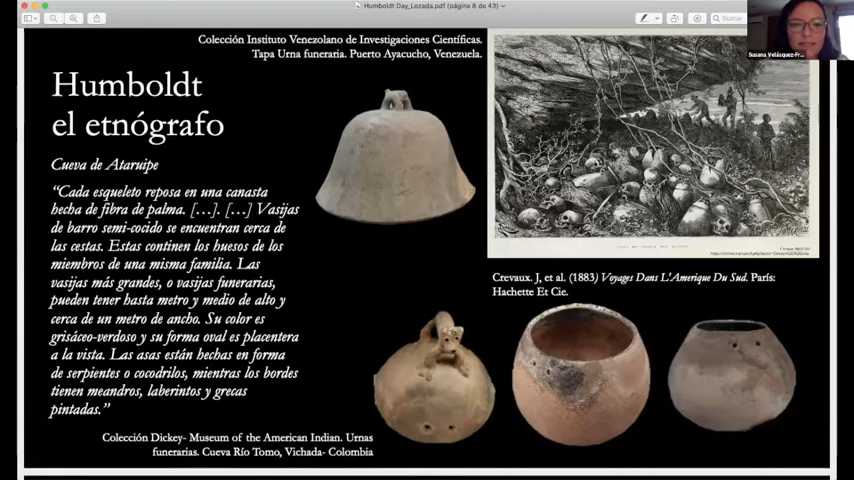 Humboldt Day_Lozada.pdf (página 8 de 43)
Buscar
Susana Velásquez-Fr...
Colección Instituto Venezolano de Investigaciones Científicas.
Tapa Urna funeraria. Puerto Ayacucho, Venezuela.
Humboldt
el etnógrafo
Cueva de Ataruipe
“Cada esqueleto reposa en una canasta
hecha de fibra de palma. […]. […] Vasijas
de barro semi-cocido se encuentran cerca de
las cestas. Estas continen los huesos de los
miembros de una misma familia. Las
vasijas más grandes, o vasijas funerarias,
pueden tener hasta metro y medio de alto y
cerca de un metro de ancho. Su color es
grisáceo-verdoso y su forma oval es placentera
a la vista. Las asas están hechas en forma
de serpientes o cocodrilos, mientras los bordes
tienen meandros, laberintos y grecas
pintadas.”
Crevaux. J, et al. (1883) Voyages Dans L'Amerique Du Sud. París:
Hachette Et Cie.
Colección Dickey- Museum of the American Indian. Urnas
funerarias. Cueva Río Tomo, Vichada- Colombia